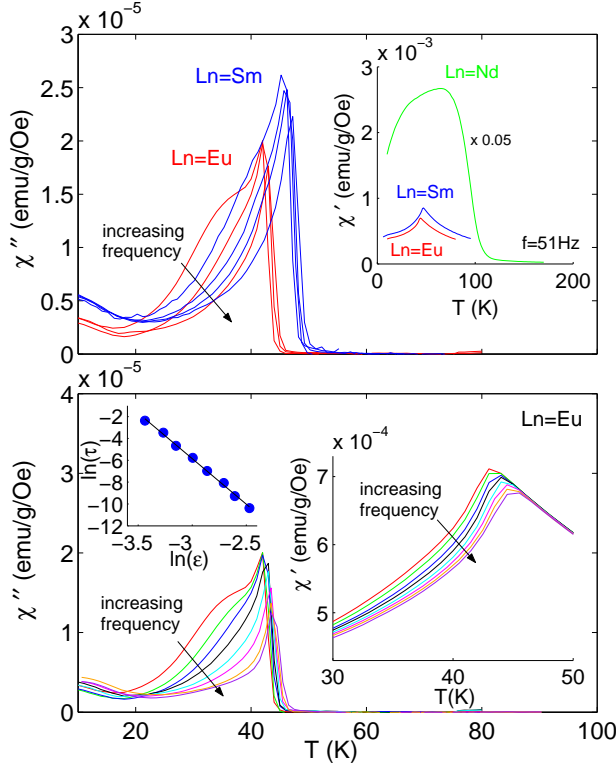 x 10⁻⁵
3
2.5
2
1.5
1
0.5
0
χ″ (emu/g/Oe)
Ln=Sm
Ln=Eu
increasing
frequency
x 10⁻³
3
2
1
0
χ′ (emu/g/Oe)
Ln=Nd
x 0.05
Ln=Sm
Ln=Eu
f=51Hz
0 100 200
T (K)
x 10⁻⁵
4
3
2
1
0
χ″ (emu/g/Oe)
20 40 60 80 100
T (K)
−2
−4
−6
−8
−10
−12
ln(τ)
−3.5 −3 −2.5
ln(ε)
increasing
frequency
Ln=Eu
x 10⁻⁴
7
6
5
χ′ (emu/g/Oe)
increasing
frequency
30 40 50
T(K)